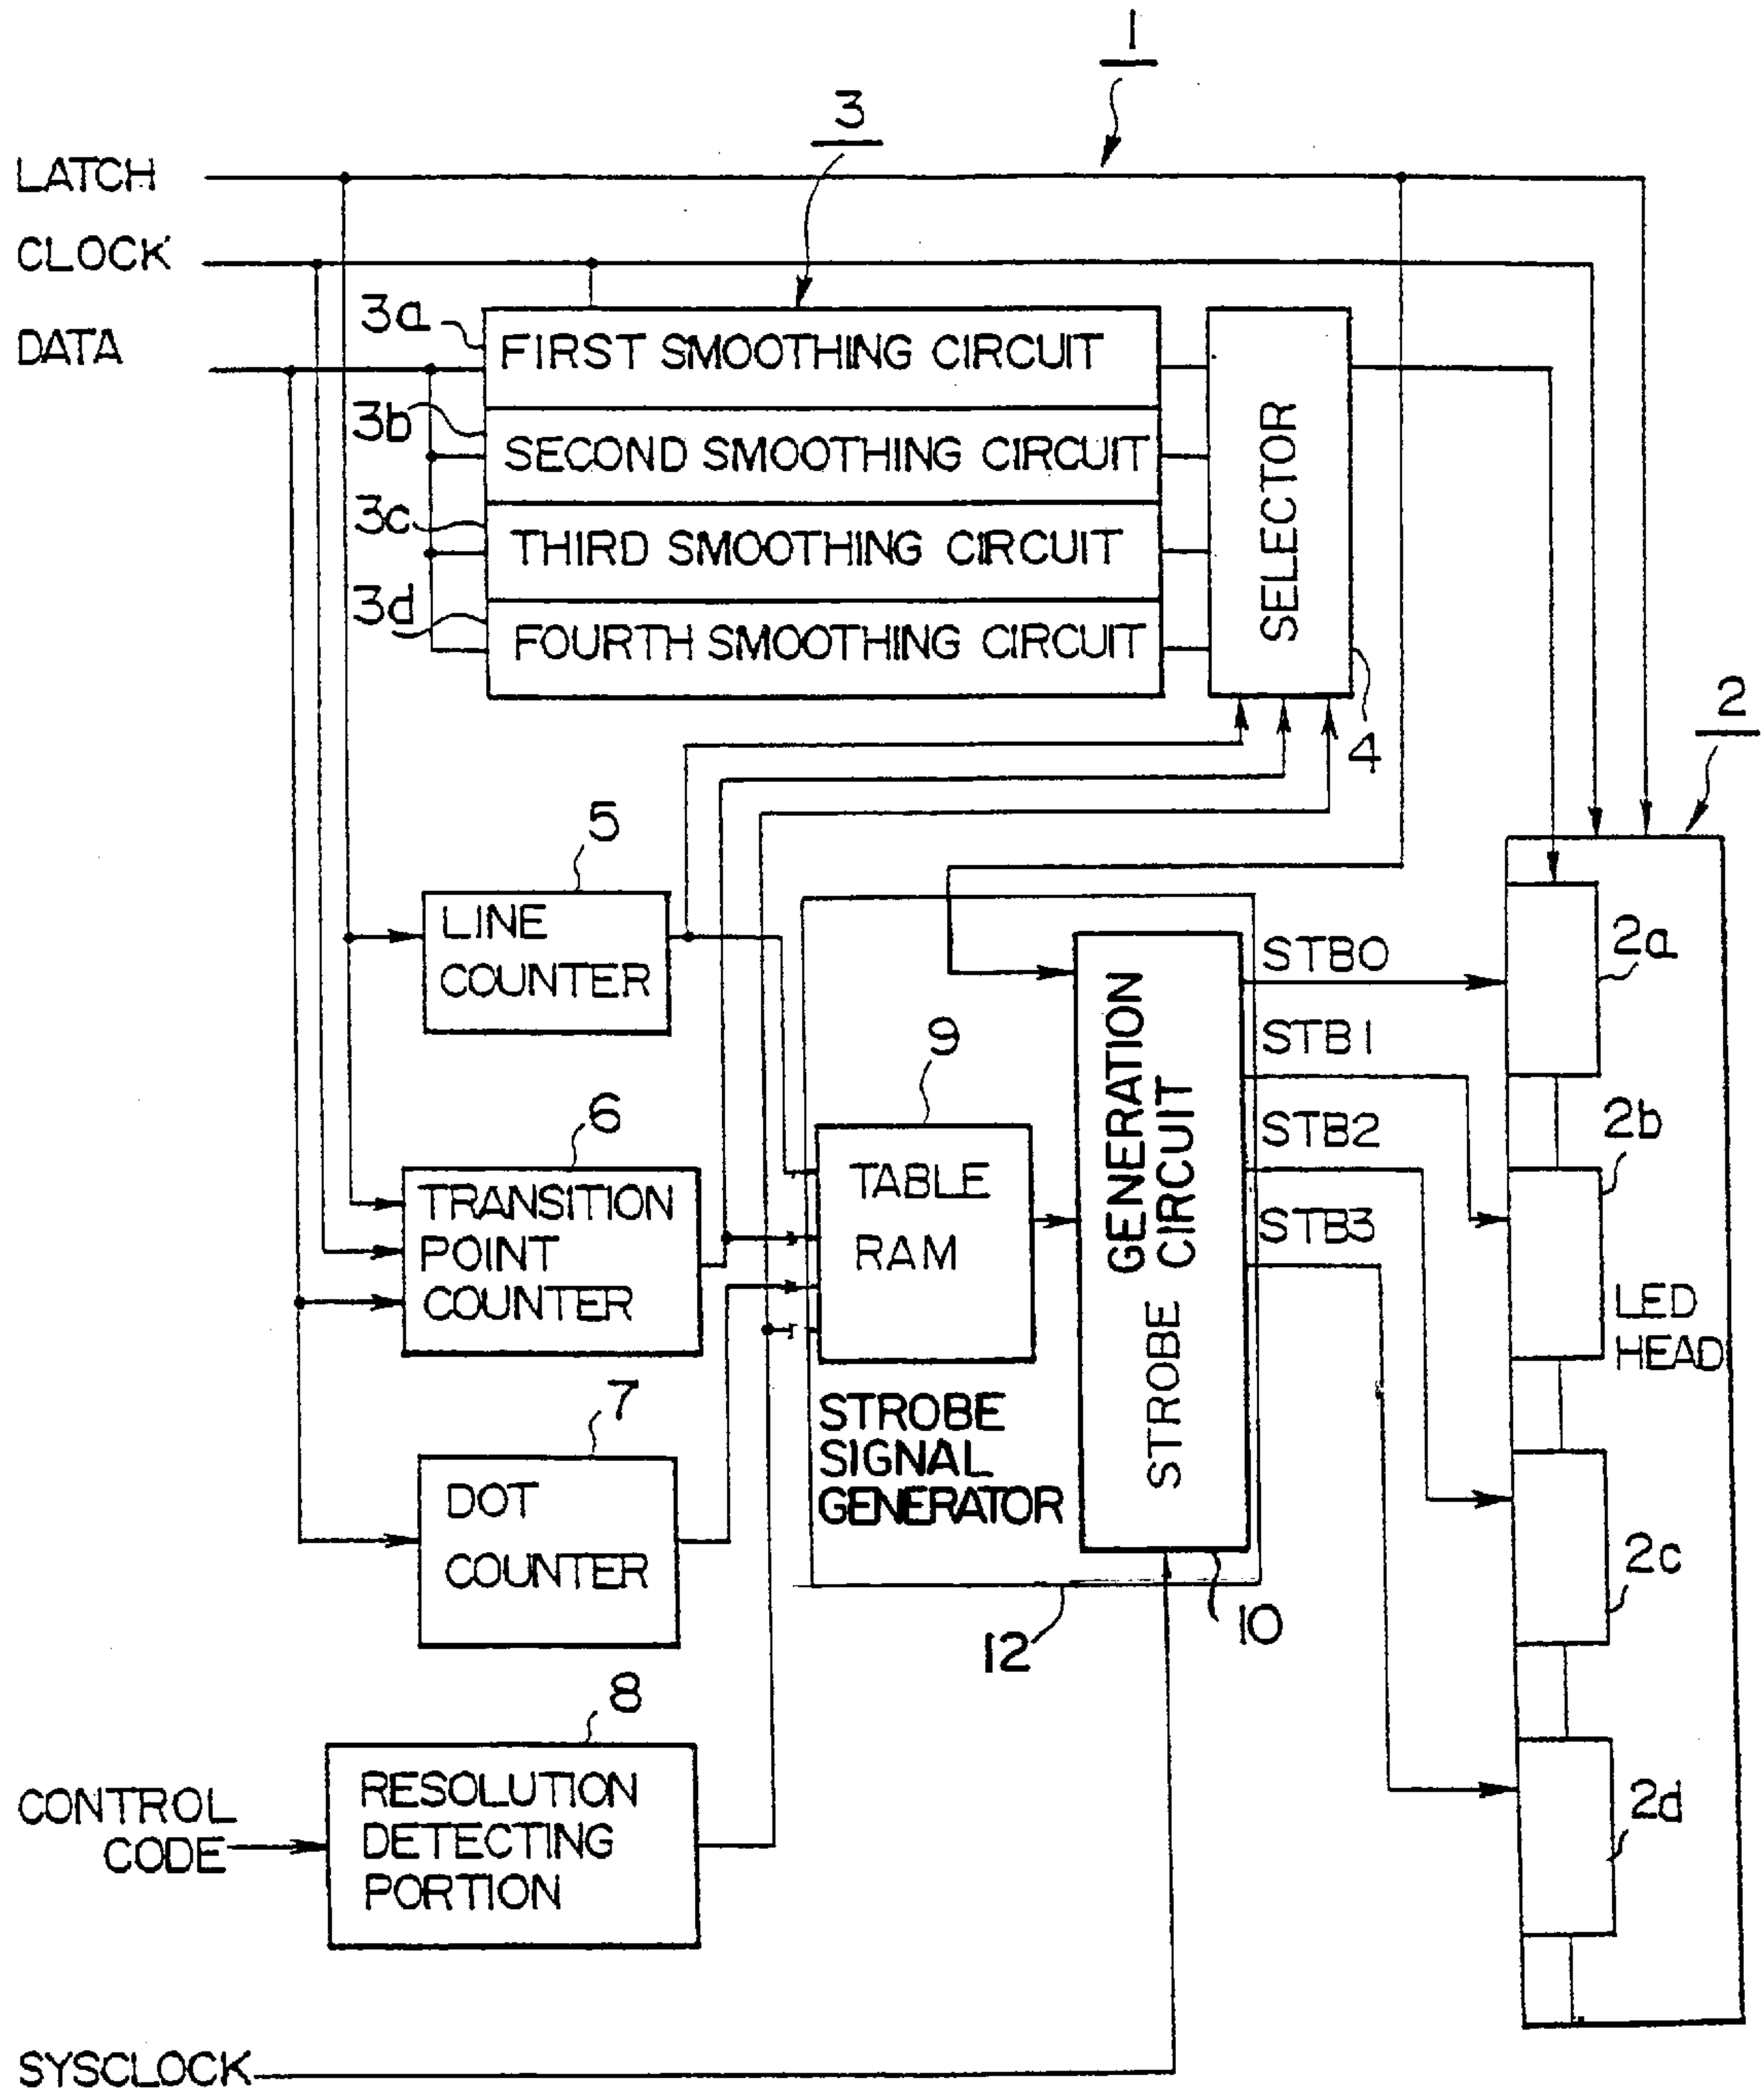 1
3
LATCH
CLOCK
DATA
3a
FIRST SMOOTHING CIRCUIT
3b
SECOND SMOOTHING CIRCUIT
3c
THIRD SMOOTHING CIRCUIT
3d
FOURTH SMOOTHING CIRCUIT
SELECTOR
4
2
5
LINE
COUNTER
STB0
2a
STB1
9
2b
STB2
6
TRANSITION
POINT
COUNTER
TABLE
RAM
GENERATION
CIRCUIT
STROBE
STB3
LED
HEAD
7
DOT
COUNTER
STROBE
SIGNAL
GENERATOR
2c
10
12
8
RESOLUTION
DETECTING
PORTION
CONTROL
CODE
2d
SYSCLOCK